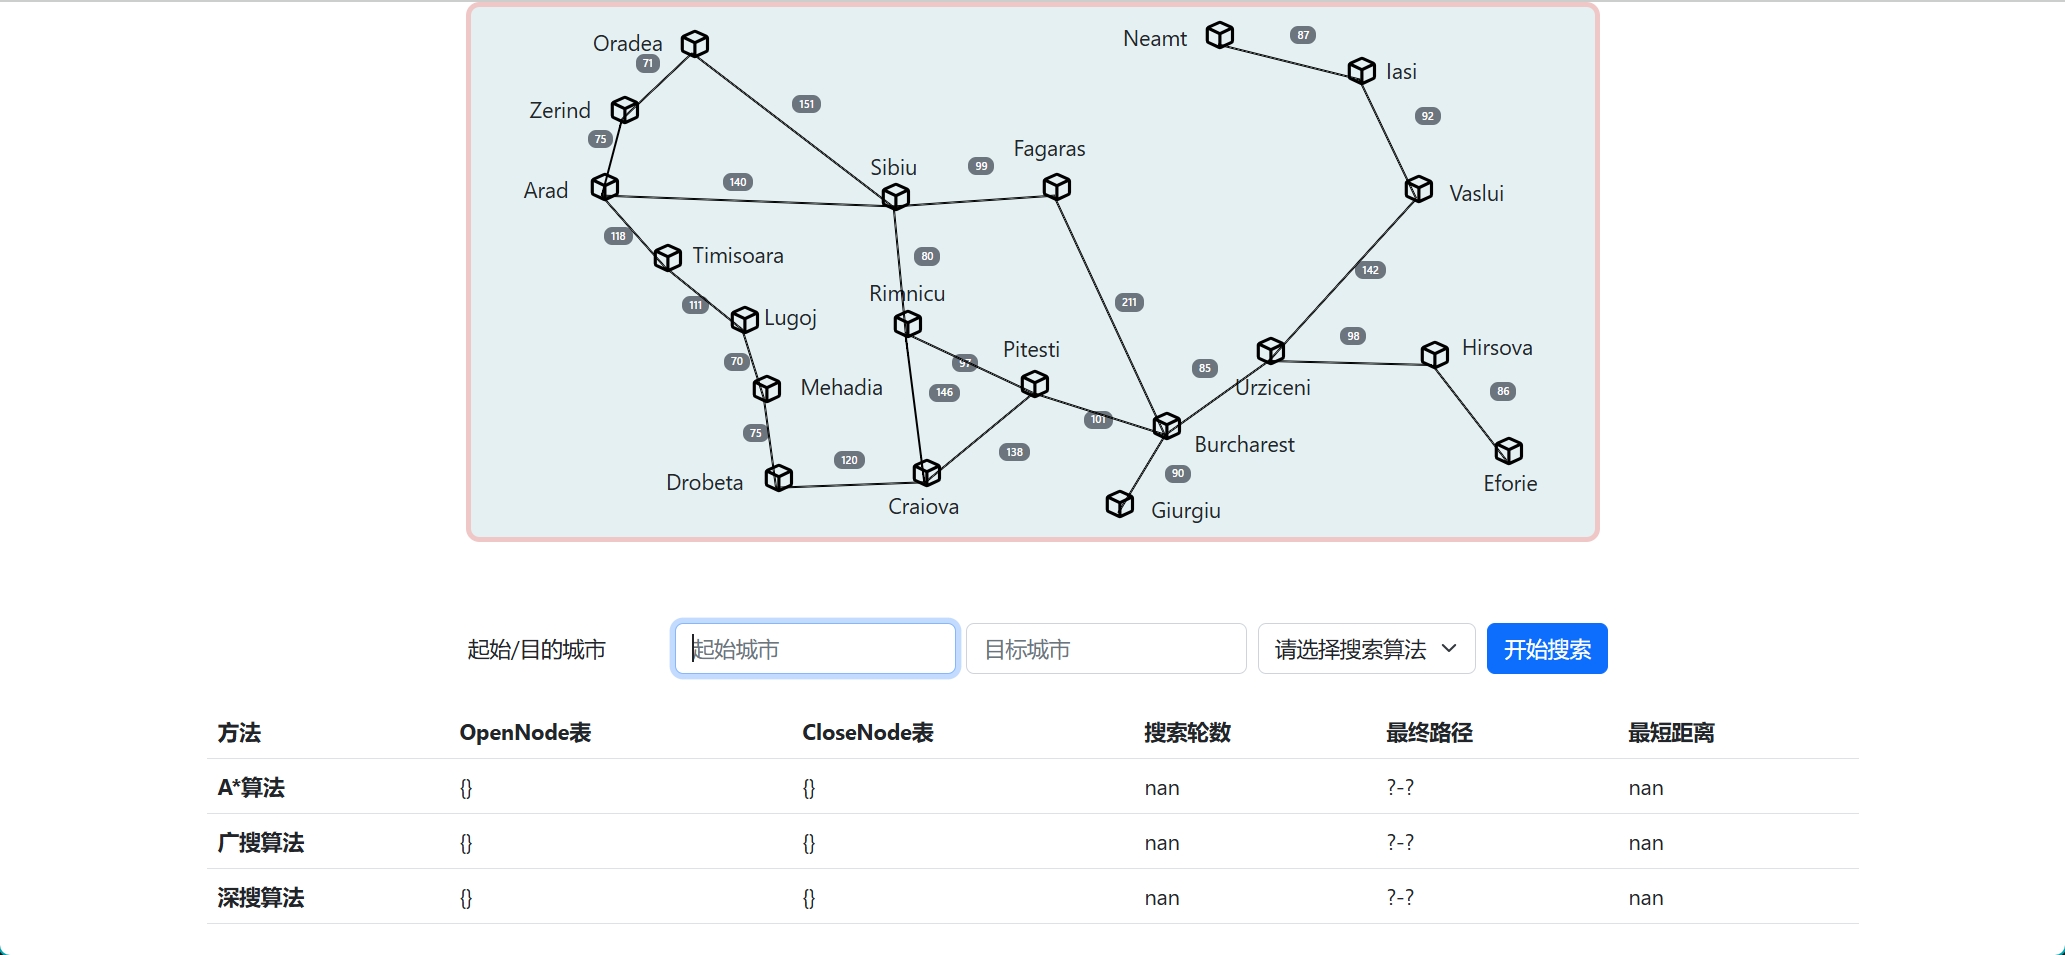 Oradea
Neamt
87
71
Iasi
Zerind
151
92
75
Sibiu
99
Fagaras
140
Arad
Vaslui
118
Timisoara
80
142
Rimnicu
111
Lugoj
211
98
Hirsova
70
97
Pitesti
85
Mehadia
146
Urziceni
86
75
101
Burcharest
120
138
90
Drobeta
Eforie
Craiova
Giurgiu
起始/目的城市 起始城市 目标城市 请选择搜索算法 开始搜索
方法 OpenNode表 CloseNode表 搜索轮数 最终路径 最短距离
A*算法 {} {} nan ?-? nan
广搜算法 {} {} nan ?-? nan
深搜算法 {} {} nan ?-? nan